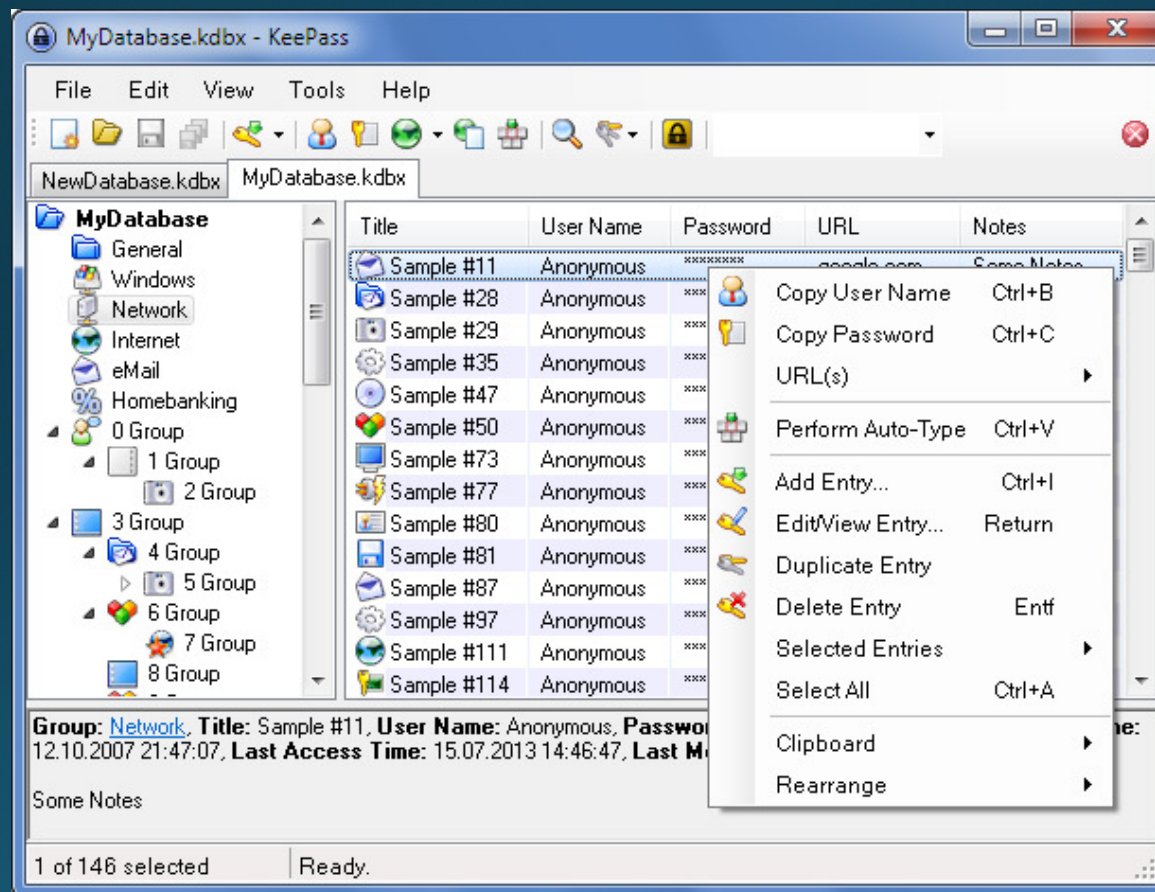 MyDatabase.kdbx - KeePass
File Edit View Tools Help
NewDatabase.kdbx MyDatabase.kdbx
MyDatabase
General
Windows
Network
Internet
eMail
Homebanking
0 Group
1 Group
2 Group
3 Group
4 Group
5 Group
6 Group
7 Group
8 Group
Title User Name Password URL Notes
Sample #11 Anonymous ******** google.com Some Notes
Sample #28 Anonymous ***
Sample #29 Anonymous ***
Sample #35 Anonymous ***
Sample #47 Anonymous ***
Sample #50 Anonymous ***
Sample #73 Anonymous ***
Sample #77 Anonymous ***
Sample #80 Anonymous ***
Sample #81 Anonymous ***
Sample #87 Anonymous ***
Sample #97 Anonymous ***
Sample #111 Anonymous ***
Sample #114 Anonymous ***
Copy User Name Ctrl+B
Copy Password Ctrl+C
URL(s)
Perform Auto-Type Ctrl+V
Add Entry... Ctrl+I
Edit/View Entry... Return
Duplicate Entry
Delete Entry Entf
Selected Entries
Select All Ctrl+A
Clipboard
Rearrange
Group: Network, Title: Sample #11, User Name: Anonymous,
12.10.2007 21:47:07, Last Access Time: 15.07.2013 14:46:47, Last
Some Notes
1 of 146 selected Ready.